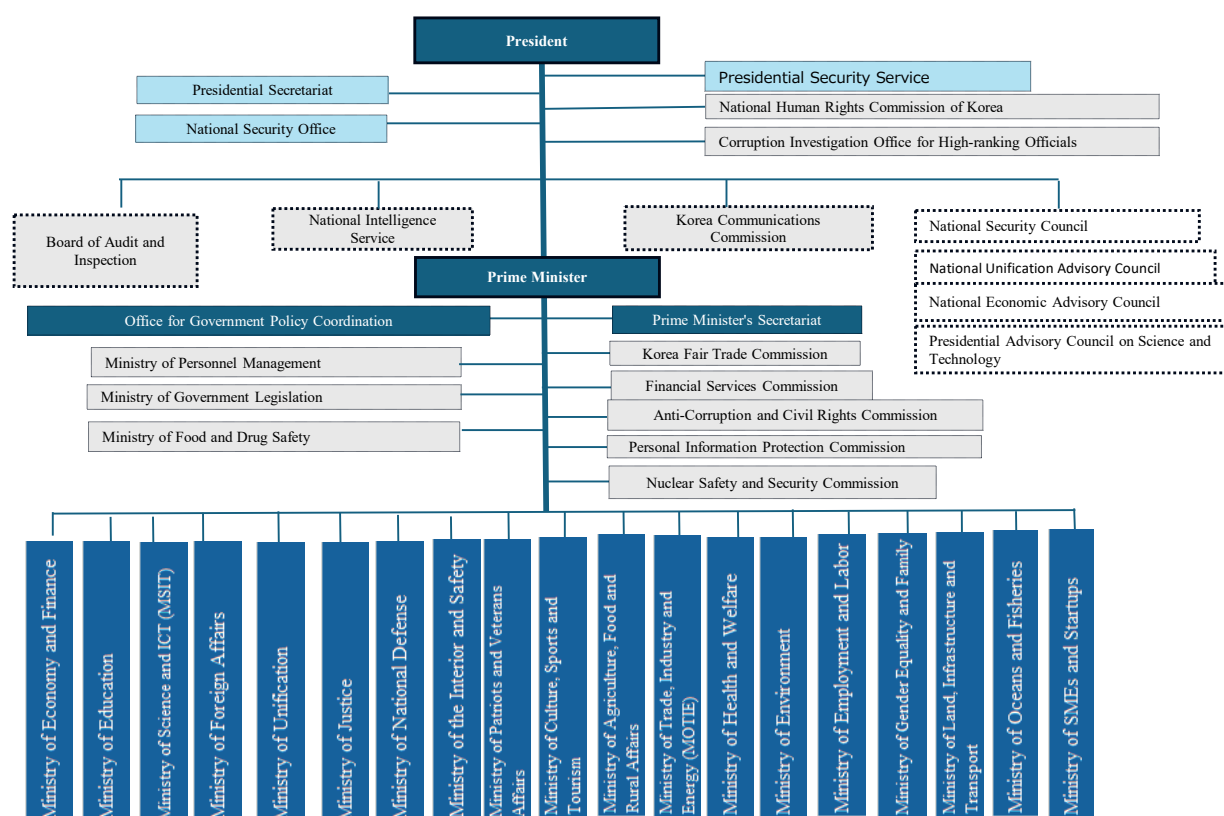 President
Presidential Secretariat
National Security Office
Presidential Security Service
National Human Rights Commission of Korea
Corruption Investigation Office for High-ranking Officials
Board of Audit and
Inspection
National Intelligence
Service
Korea Communications
Commission
National Security Council
National Unification Advisory Council
National Economic Advisory Council
Presidential Advisory Council on Science and
Technology
Prime Minister
Office for Government Policy Coordination
Prime Minister's Secretariat
Ministry of Personnel Management
Ministry of Government Legislation
Ministry of Food and Drug Safety
Korea Fair Trade Commission
Financial Services Commission
Anti-Corruption and Civil Rights Commission
Personal Information Protection Commission
Nuclear Safety and Security Commission
Ministry of Economy and Finance
Ministry of Education
Ministry of Science and ICT (MSIT)
Ministry of Foreign Affairs
Ministry of Unification
Ministry of Justice
Ministry of National Defense
Ministry of the Interior and Safety
Ministry of Patriots and Veterans
Affairs
Ministry of Culture, Sports and
Tourism
Ministry of Agriculture, Food and
Rural Affairs
Ministry of Trade, Industry and
Energy (MOTIE)
Ministry of Health and Welfare
Ministry of Environment
Ministry of Employment and Labor
Ministry of Gender Equality and Family
Ministry of Land, Infrastructure and
Transport
Ministry of Oceans and Fisheries
Ministry of SMEs and Startups